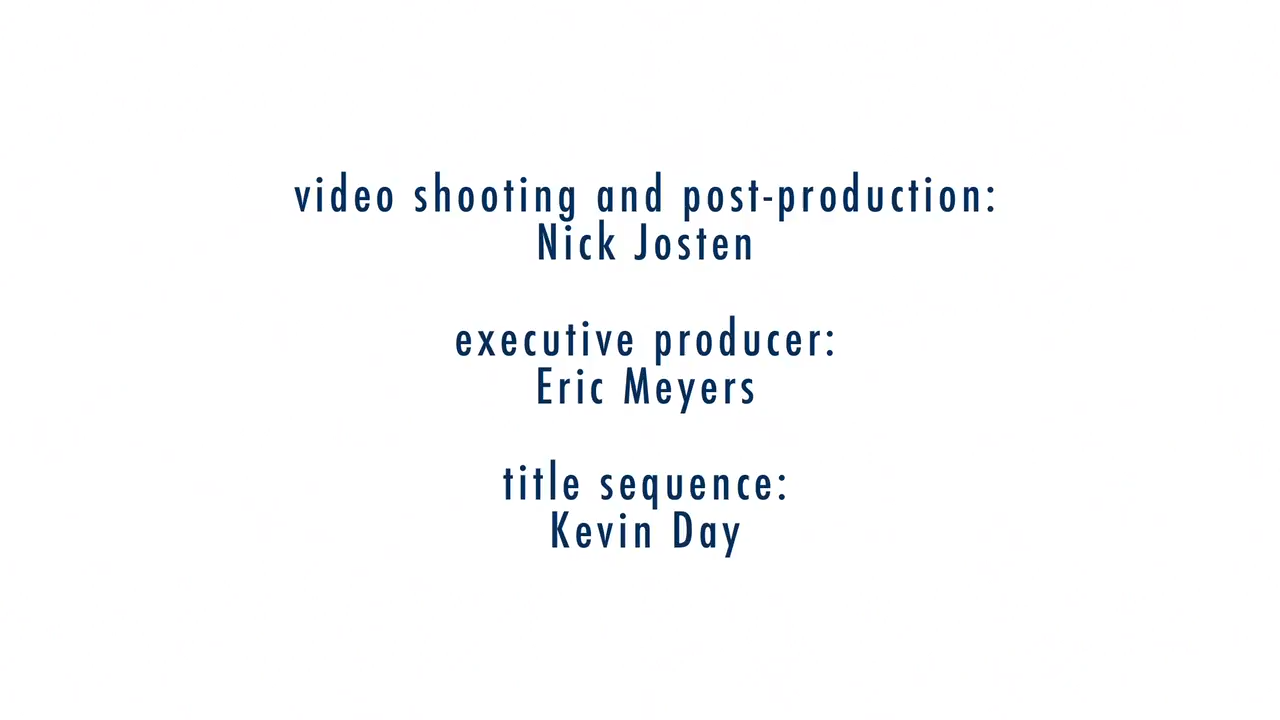 video shooting and post-production:
Nick Josten
executive producer:
Eric Meyers
title sequence:
Kevin Day